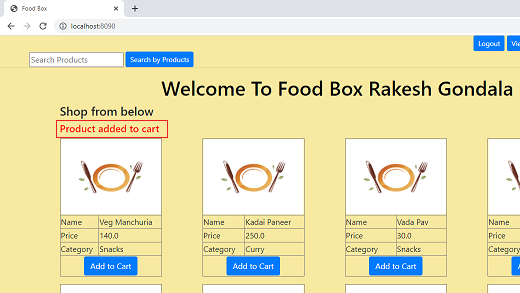 Food Box
localhost:8090
Logout
Search Products Search by Products
Welcome To Food Box Rakesh Gondala
Shop from below
Product added to cart
Name Veg Manchuria Name Kadai Paneer Name Vada Pav Name
Price 140.0 Price 250.0 Price 30.0 Price
Category Snacks Category Curry Category Snacks Category
Add to Cart Add to Cart Add to Cart